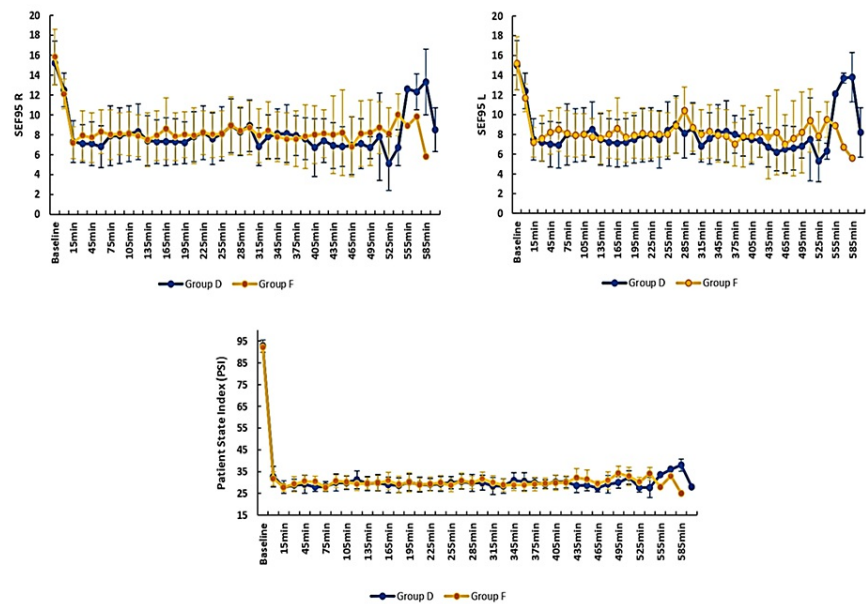 20
18
16
14
12
10
8
6
4
2
0
SEF95 R
Baseline
15min
45min
75min
105min
135min
165min
195min
225min
255min
285min
315min
345min
375min
405min
435min
465min
495min
525min
555min
585min
Group D Group F
20
18
16
14
12
10
8
6
4
2
0
SEF95 L
Baseline
15min
45min
75min
105min
135min
165min
195min
225min
255min
285min
315min
345min
375min
405min
435min
465min
495min
525min
555min
585min
Group D Group F
95
85
75
65
55
45
35
25
15
Patient State Index (PSI)
Baseline
15min
45min
75min
105min
135min
165min
195min
225min
255min
285min
315min
345min
375min
405min
435min
465min
495min
525min
555min
585min
Group D Group F